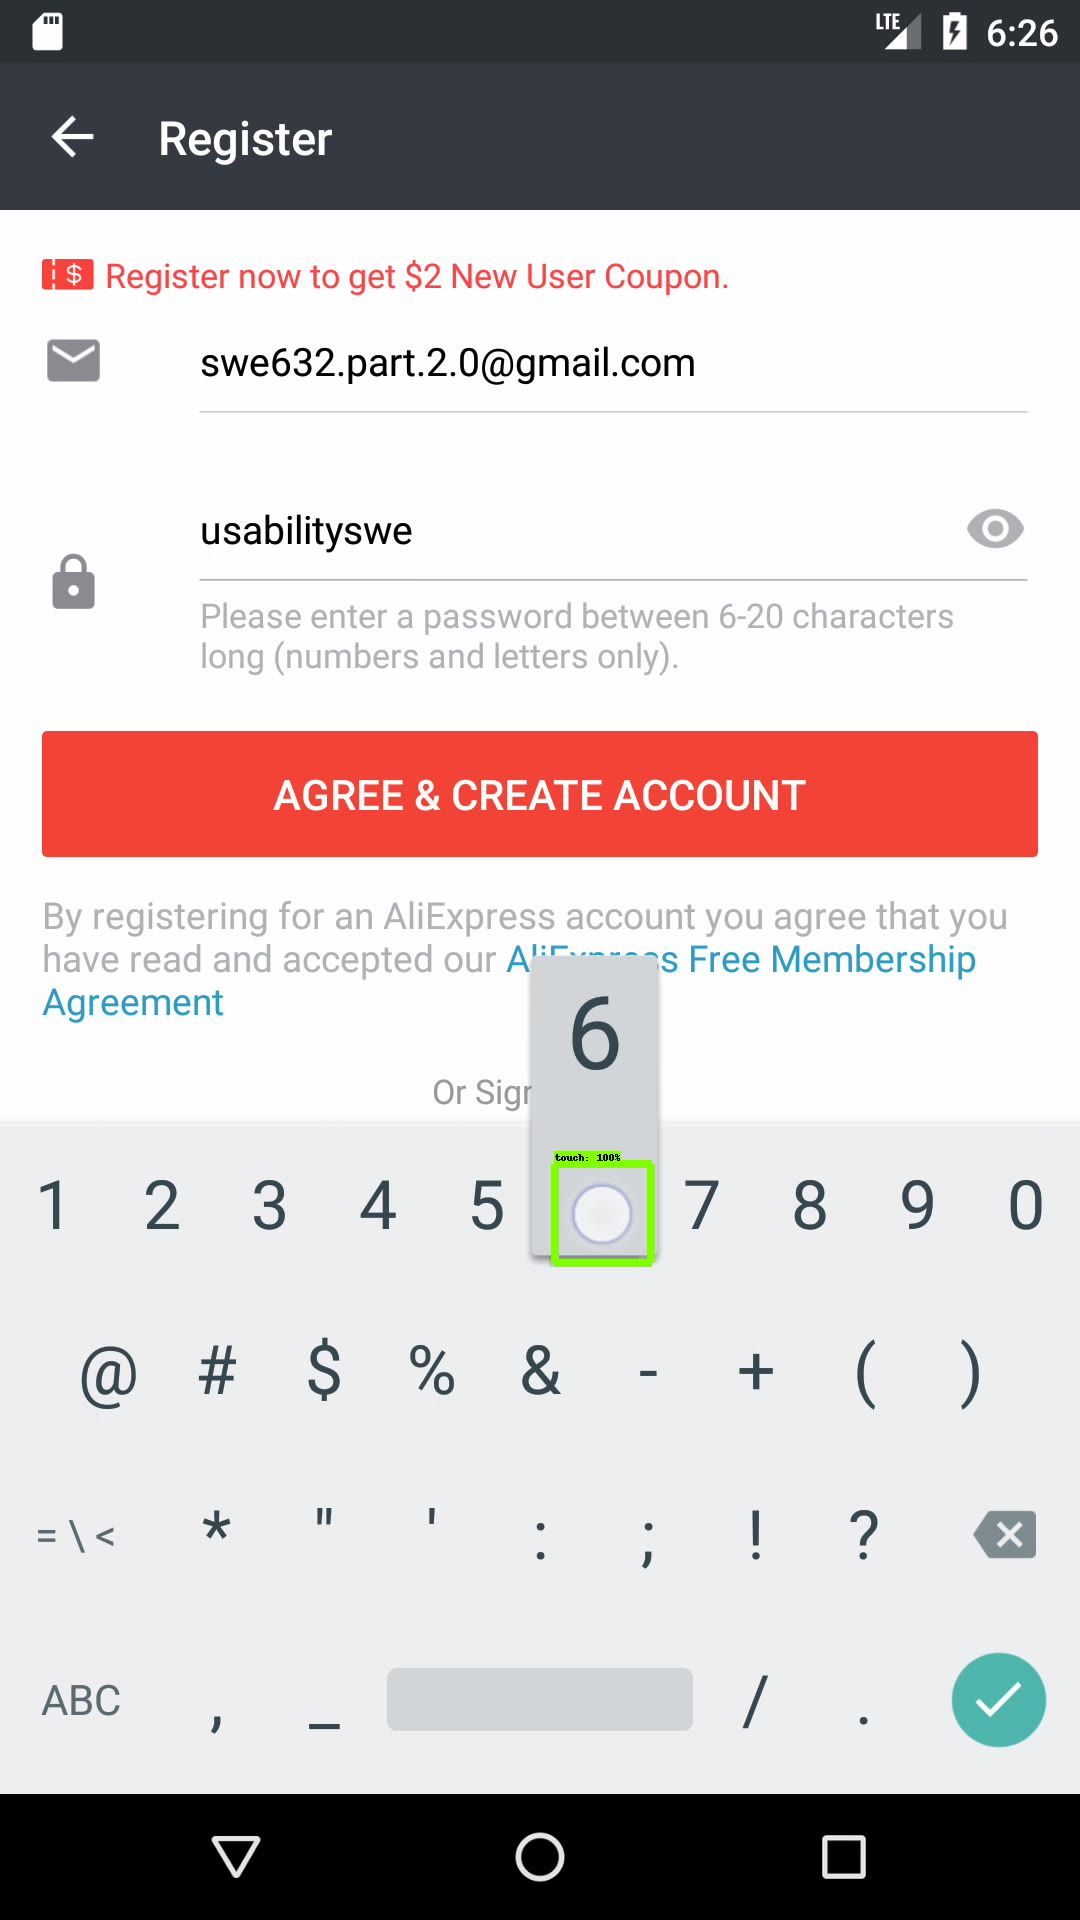 LTE 6:26
Register
$ Register now to get $2 New User Coupon.
swe632.part.2.0@gmail.com
usabilityswe
Please enter a password between 6-20 characters
long (numbers and letters only).
AGREE & CREATE ACCOUNT
By registering for an AliExpress account you agree that you
have read and accepted our AliExpress Free Membership
Agreement
6
Or Sign
touch: 100%
1 2 3 4 5 7 8 9 0
@ # $ % & - + ( )
= \ < * " ' : ; ! ?
ABC , _ / .